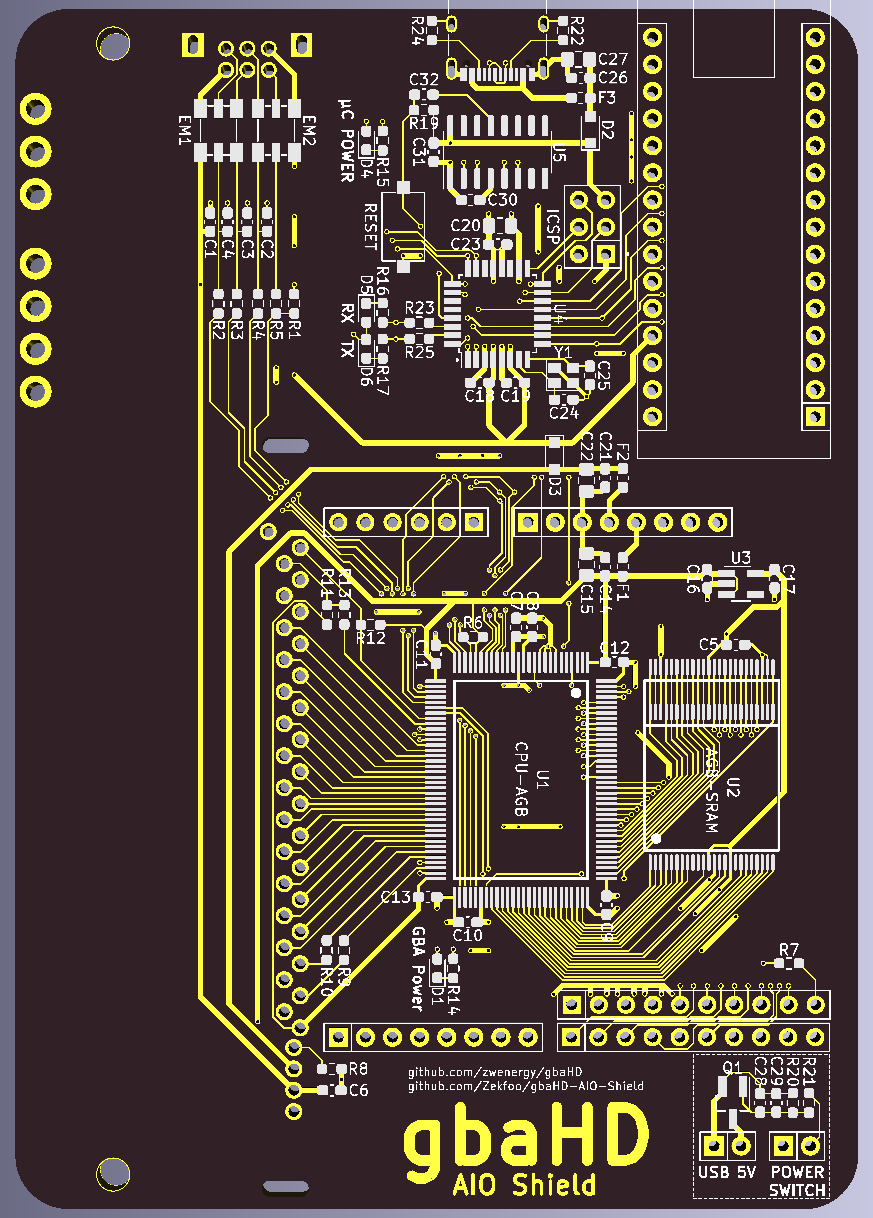 R24
R22
C27
C26
F3
C32
R19
D2
EM1
EM2
µC POWER
D4
R15
C31
U5
C30
C1
C4
C3
C2
RESET
C20
C23
ICSP
R16
D5
RX
TX
R23
R25
D6
R17
U4
Y1
C25
C18
C19
C24
R2
R3
R4
R5
R1
C22
C21
F2
D3
U3
C16
C17
C15
C14
F1
R11
R13
R12
C7
C8
R6
C11
C12
C5
U1
CPU-AGB
U2
AGB-SRAM
C13
C10
C9
GBA Power
D1
R14
R10
R9
R7
R8
C6
github.com/zwenergy/gbaHD
github.com/Zekfoo/gbaHD-AIO-Shield
gbaHD
AIO Shield
Q1
C28
C29
R20
R21
USB 5V
POWER
SWITCH